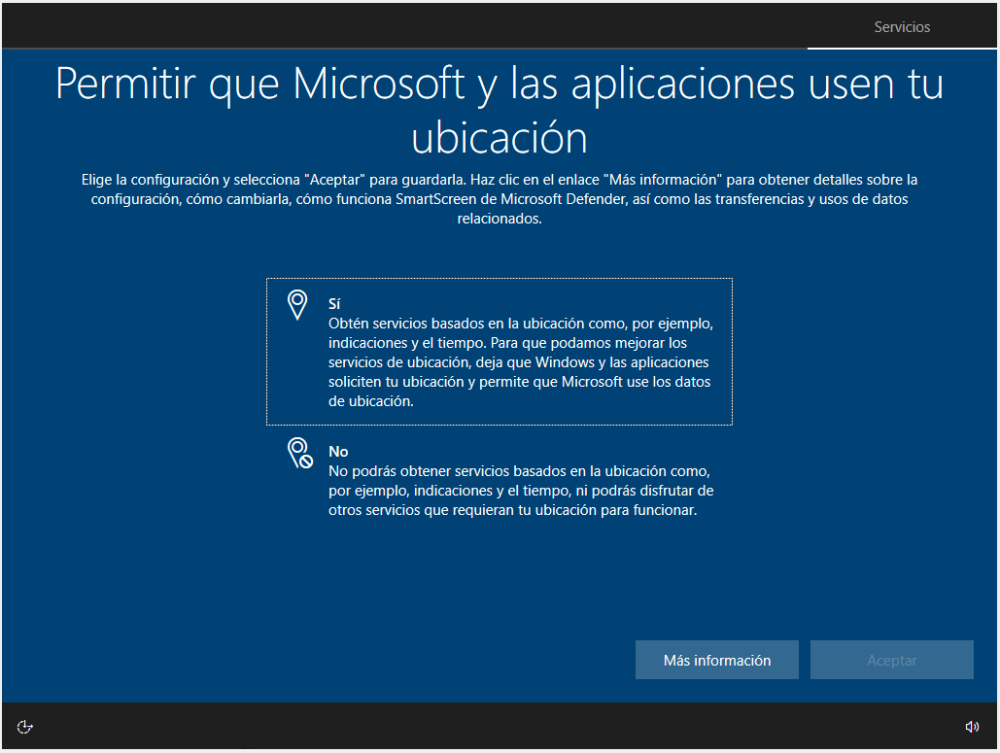 Servicios
Permitir que Microsoft y las aplicaciones usen tu
ubicación
Elige la configuración y selecciona "Aceptar" para guardarla. Haz clic en el enlace "Más información" para obtener detalles sobre la
configuración, cómo cambiarla, cómo funciona SmartScreen de Microsoft Defender, así como las transferencias y usos de datos
relacionados.
Sí
Obtén servicios basados en la ubicación como, por ejemplo,
indicaciones y el tiempo. Para que podamos mejorar los
servicios de ubicación, deja que Windows y las aplicaciones
soliciten tu ubicación y permite que Microsoft use los datos
de ubicación.
No
No podrás obtener servicios basados en la ubicación como,
por ejemplo, indicaciones y el tiempo, ni podrás disfrutar de
otros servicios que requieran tu ubicación para funcionar.
Más información
Aceptar